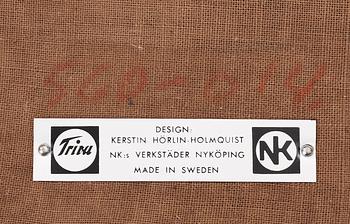 Triva
DESIGN:
KERSTIN HÖRLIN-HOLMQUIST
NK:s VERKSTÄDER NYKÖPING
MADE IN SWEDEN
NK